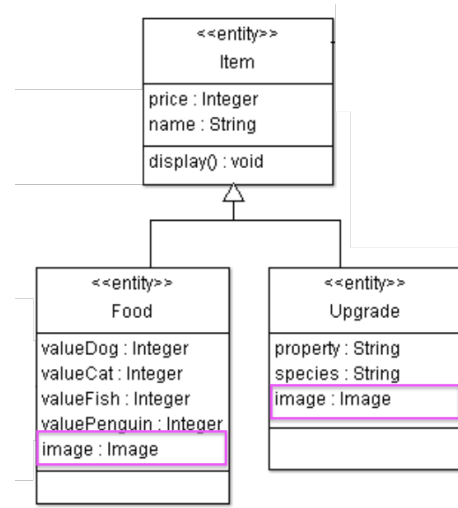 <<entity>>
Item
price : Integer
name : String
display() : void
<<entity>>
Food
valueDog : Integer
valueCat : Integer
valueFish : Integer
valuePenguin : Integer
image : Image
<<entity>>
Upgrade
property : String
species : String
image : Image